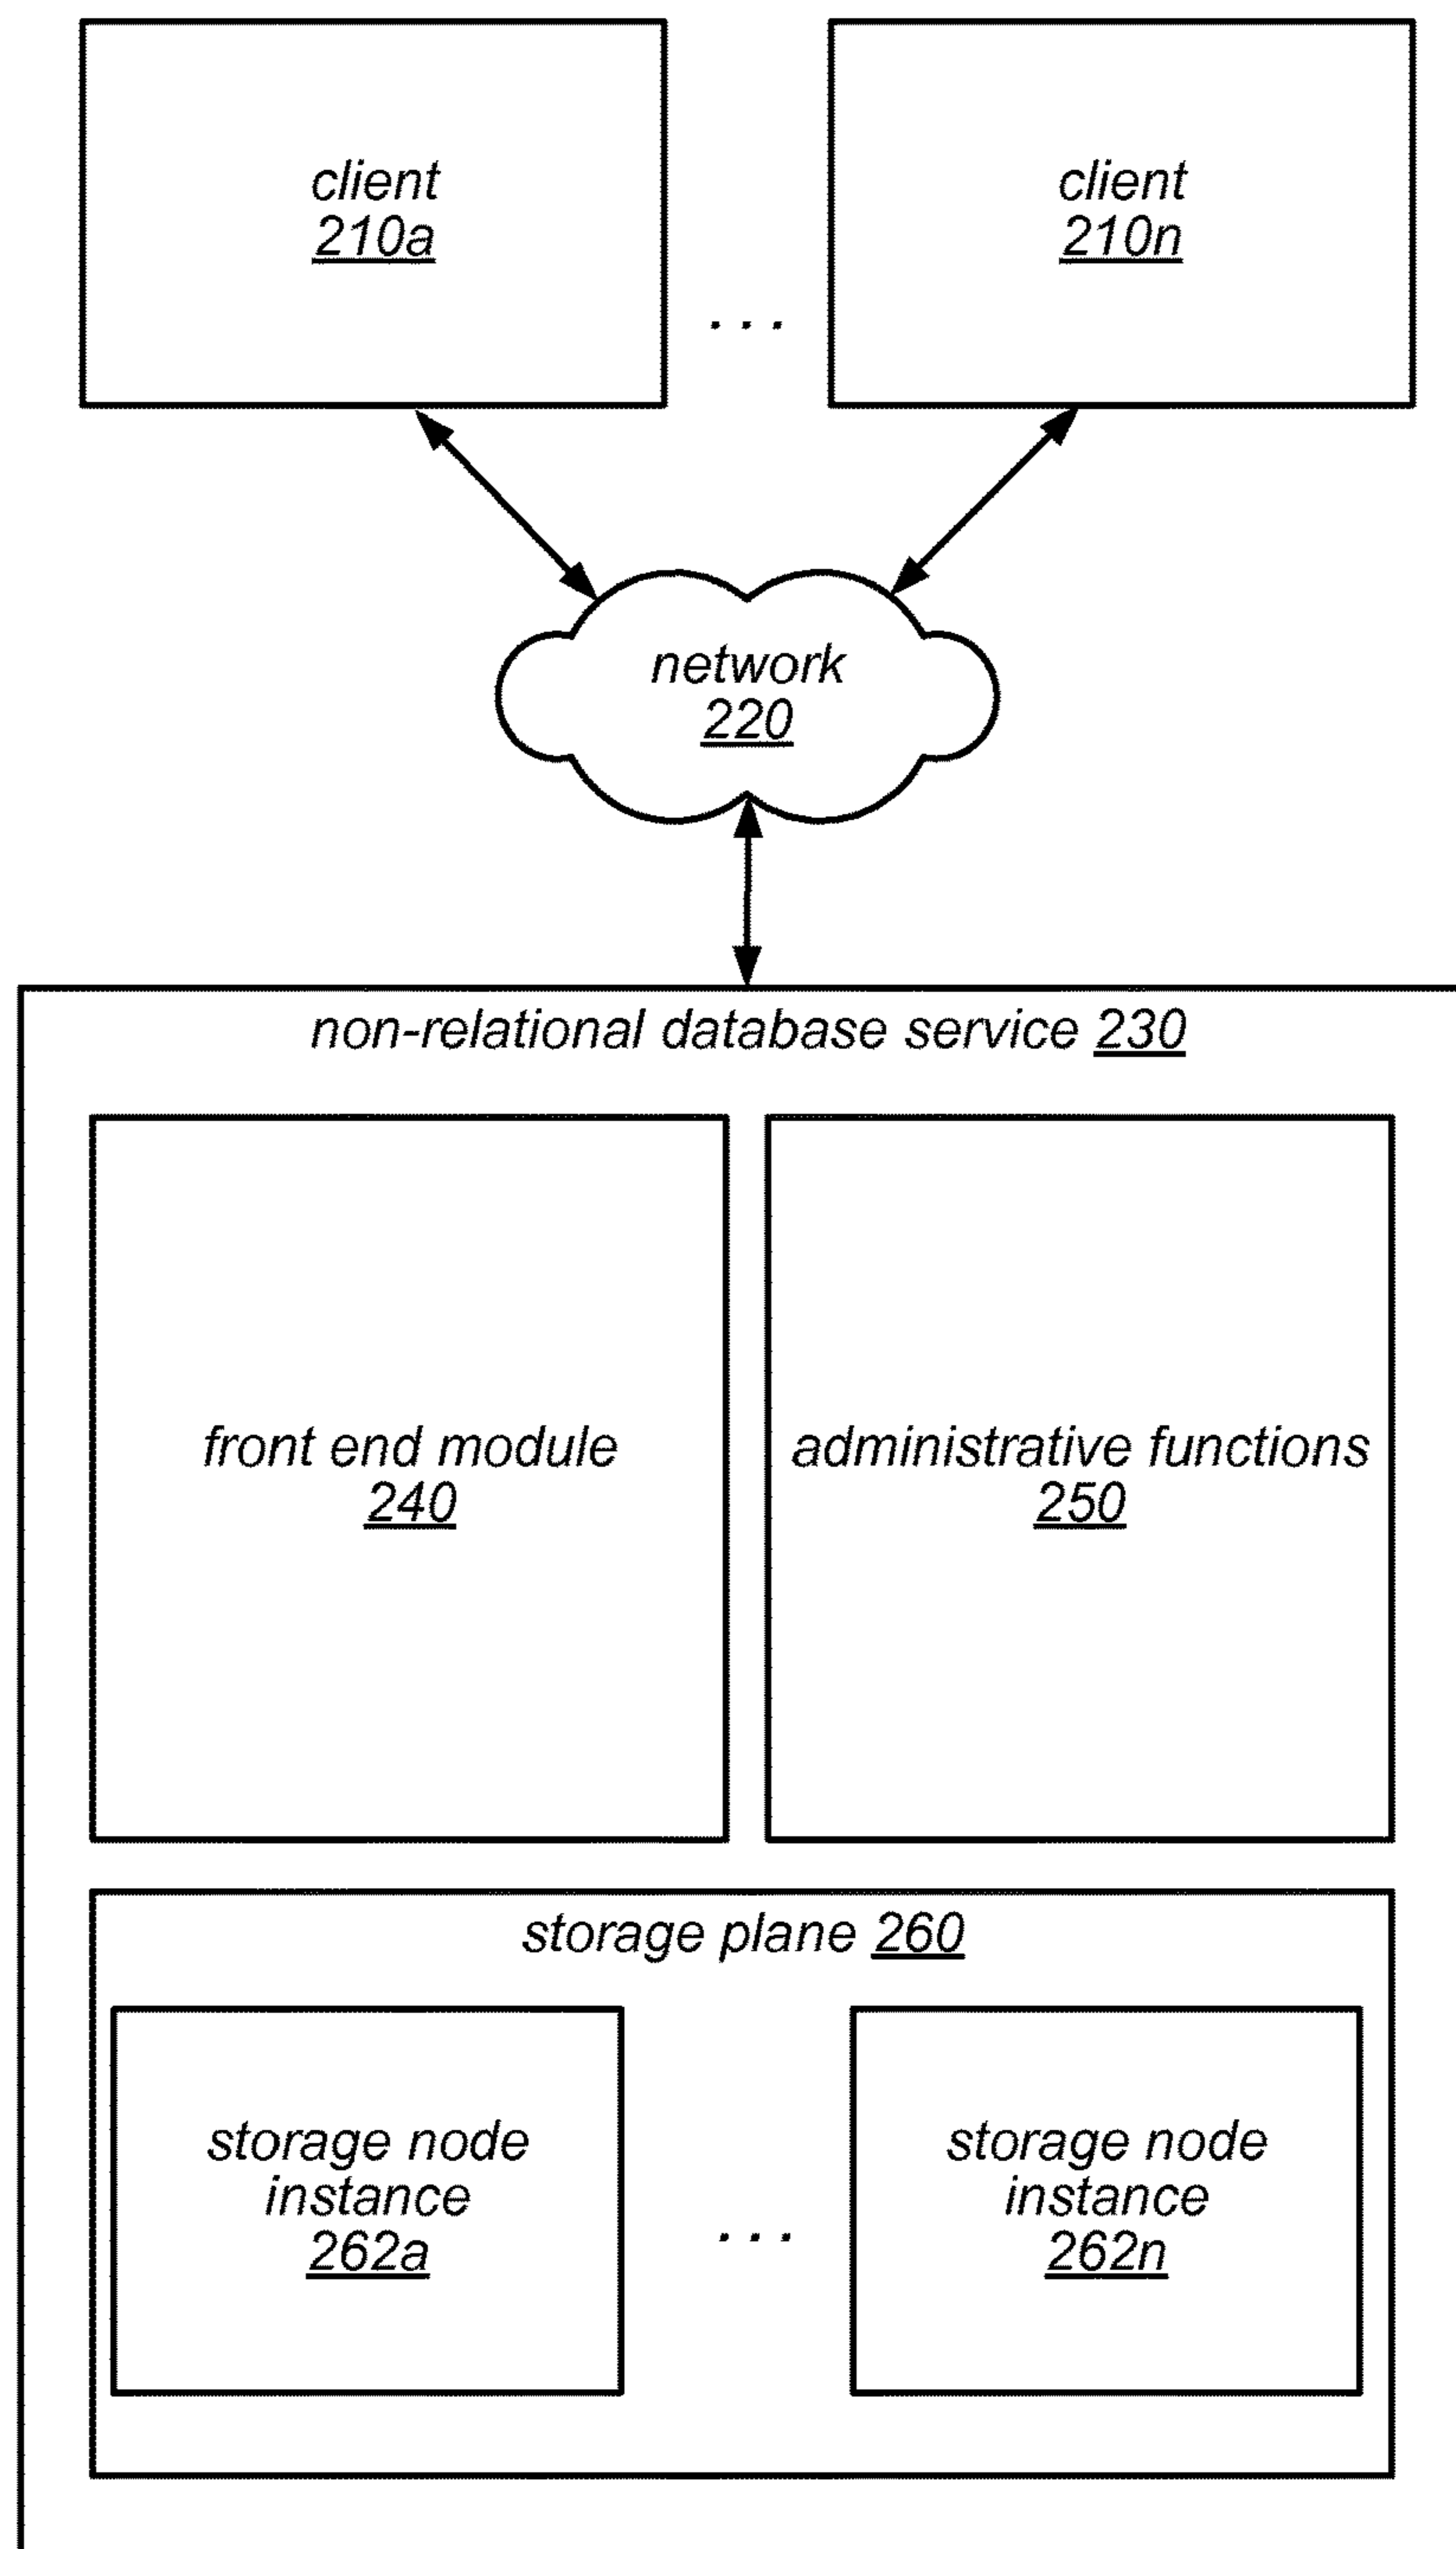 client
210a
client
210n
. . .
network
220
non-relational database service 230
front end module
240
administrative functions
250
storage plane 260
storage node
instance
262a
. . .
storage node
instance
262n